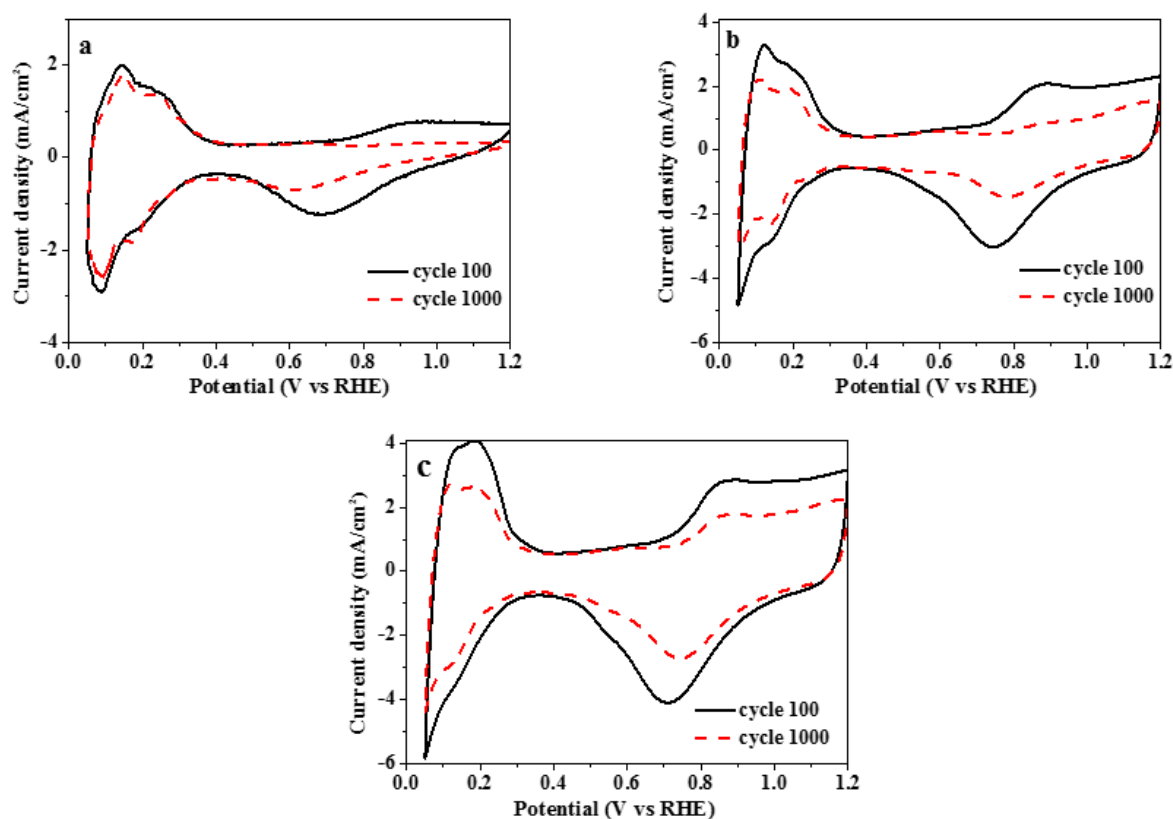 a
2
0
-2
-4
Current density (mA/cm²)
cycle 100
cycle 1000
0.0 0.2 0.4 0.6 0.8 1.0 1.2
Potential (V vs RHE)
b
4
2
0
-2
-4
-6
Current density (mA/cm²)
cycle 100
cycle 1000
0.0 0.2 0.4 0.6 0.8 1.0 1.2
Potential (V vs RHE)
c
4
2
0
-2
-4
-6
Current density (mA/cm²)
cycle 100
cycle 1000
0.0 0.2 0.4 0.6 0.8 1.0 1.2
Potential (V vs RHE)